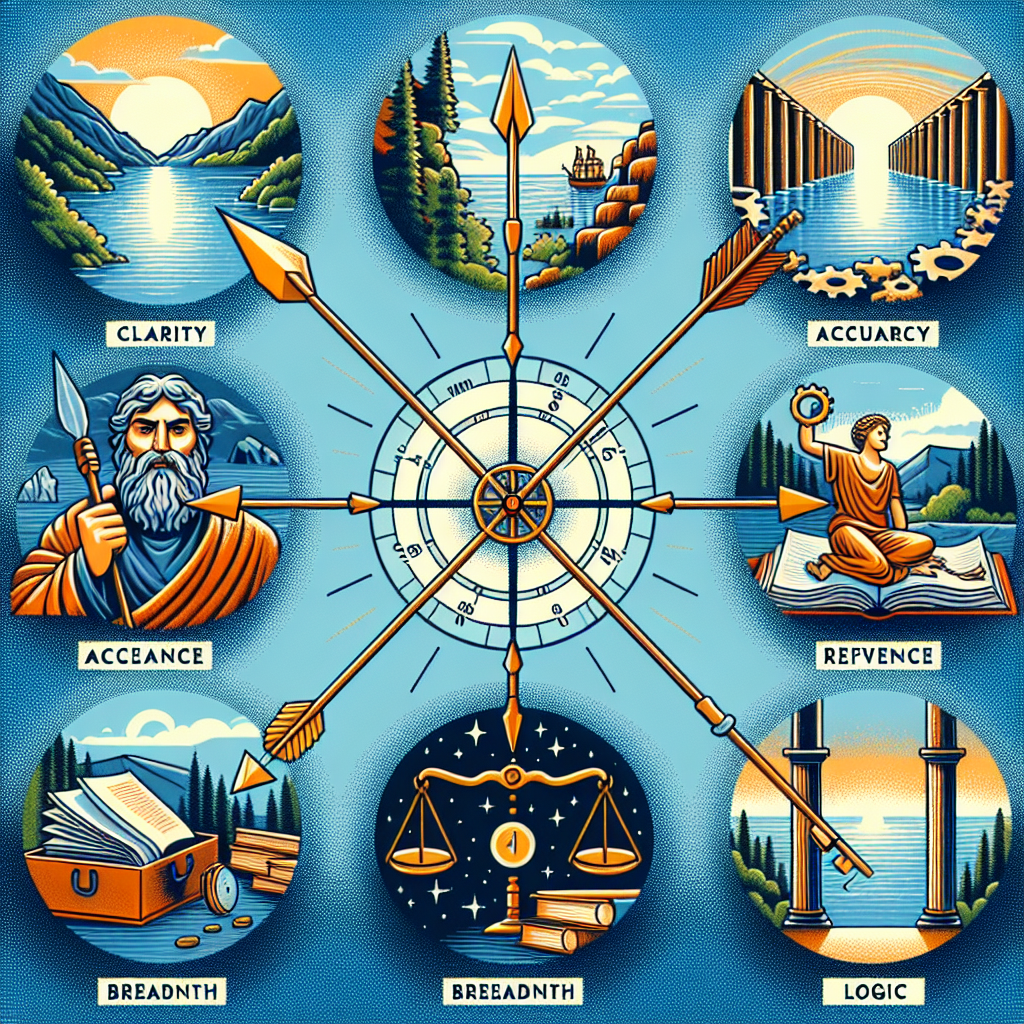 CLARITY
ACCUARCY
ACCEANCE
REPVENCE
BREADNTH
BREEADNTH
LOGIC